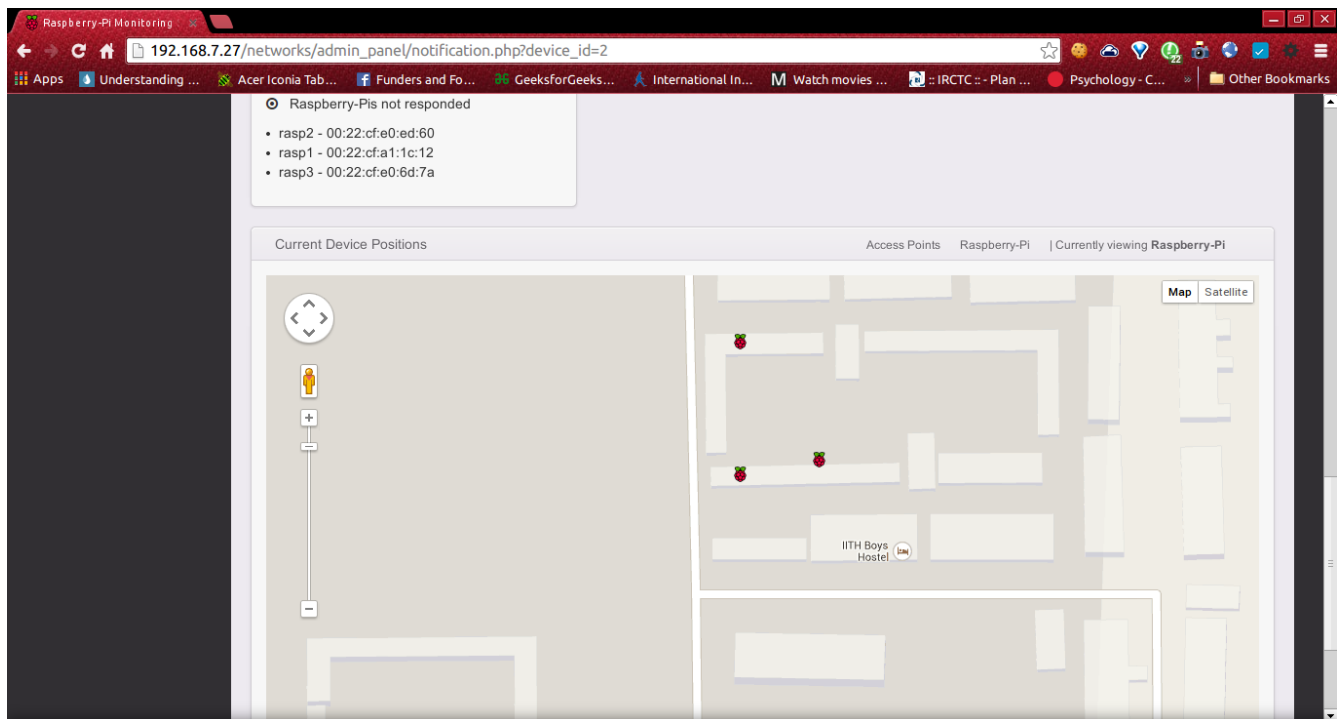 Raspberry-Pi Monitoring
192.168.7.27/networks/admin_panel/notification.php?device_id=2
22
Apps Understanding ... Acer Iconia Tab... Funders and Fo... GeeksforGeeks... International In... Watch movies ... :: IRCTC :: - Plan ... Psychology - C... » Other Bookmarks
Raspberry-Pis not responded
• rasp2 - 00:22:cf:e0:ed:60
• rasp1 - 00:22:cf:a1:1c:12
• rasp3 - 00:22:cf:e0:6d:7a
Current Device Positions Access Points Raspberry-Pi | Currently viewing Raspberry-Pi
Map Satellite
IITH Boys
Hostel